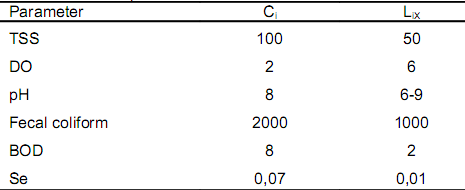 Parameter Ci Lix
TSS 100 50
DO 2 6
pH 8 6-9
Fecal coliform 2000 1000
BOD 8 2
Se 0,07 0,01